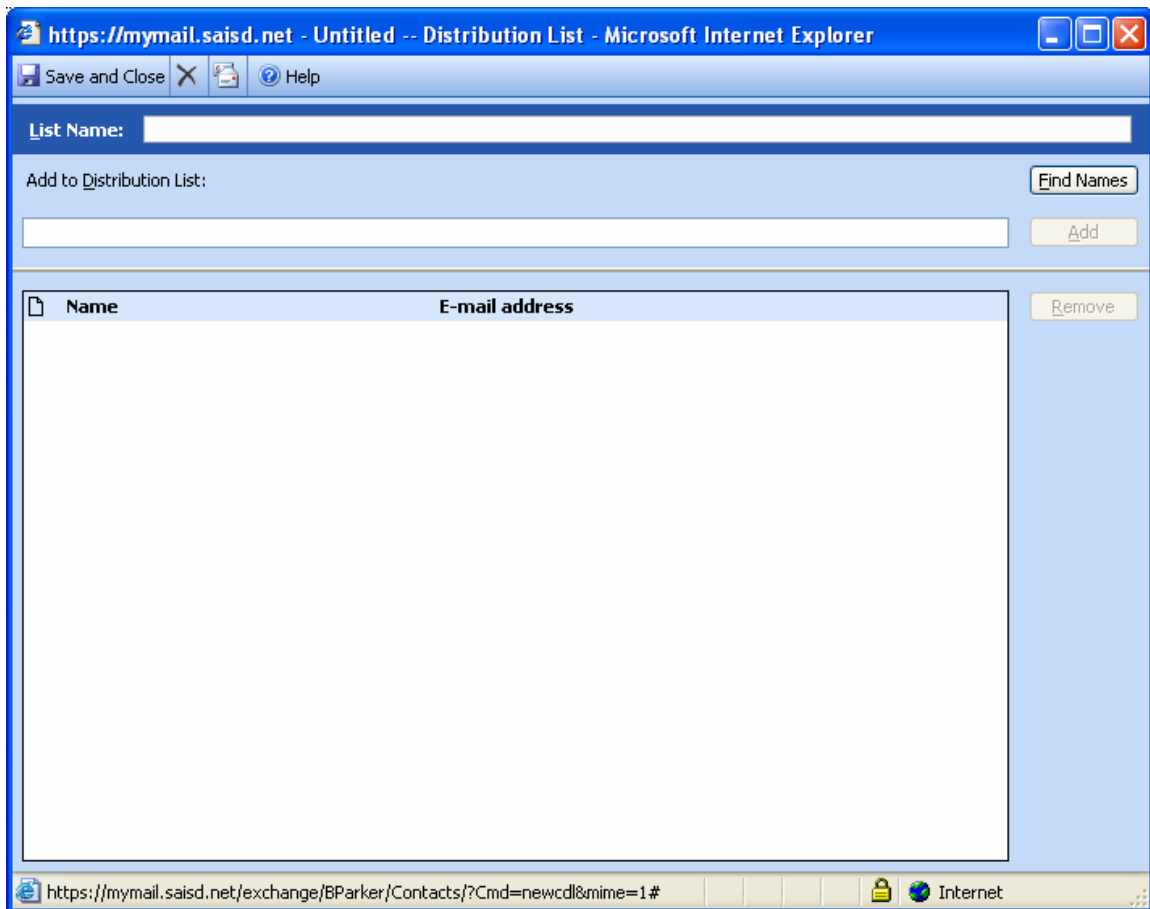 https://mymail.saisd.net - Untitled -- Distribution List - Microsoft Internet Explorer
Save and Close Help
List Name:
Add to Distribution List: Find Names
Add
Name E-mail address Remove
https://mymail.saisd.net/exchange/BParker/Contacts/?Cmd=newcdl&mime=1# Internet